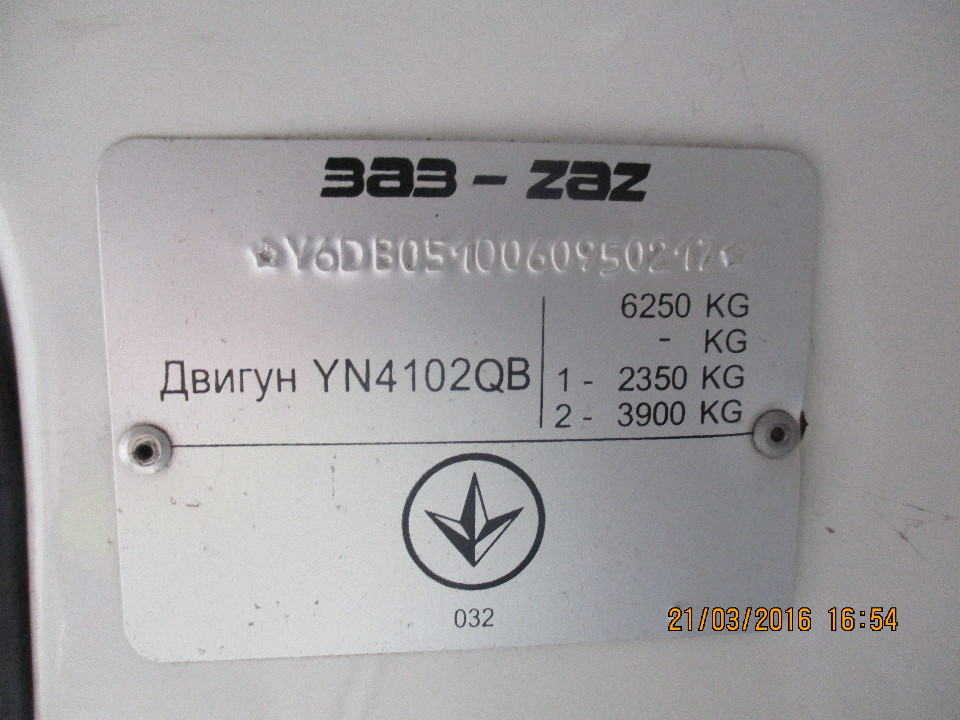 ЗАЗ - ZAZ
Y6DB0510060950217
6250 KG
- KG
Двигун YN4102QB
1 - 2350 KG
2 - 3900 KG
032
21/03/2016 16:54